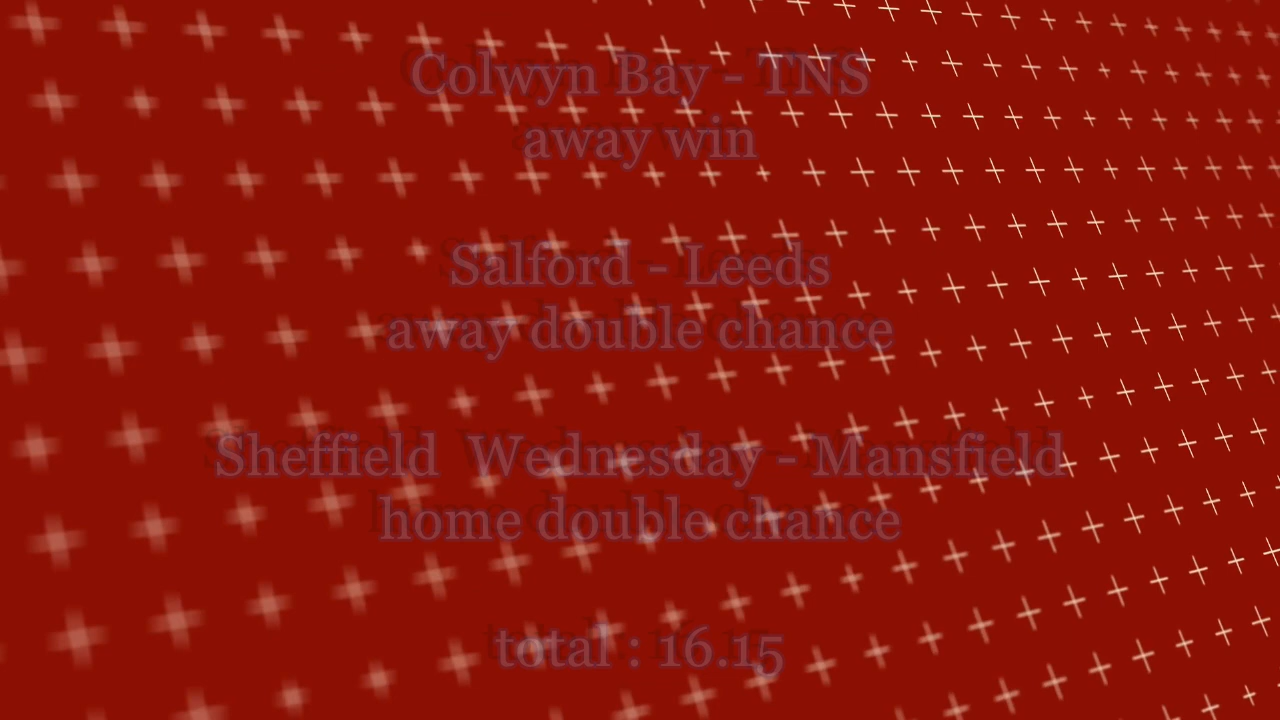 Colwyn Bay - TNS
away win
Salford - Leeds
away double chance
Sheffield  Wednesday - Mansfield
home double chance
total : 16.15